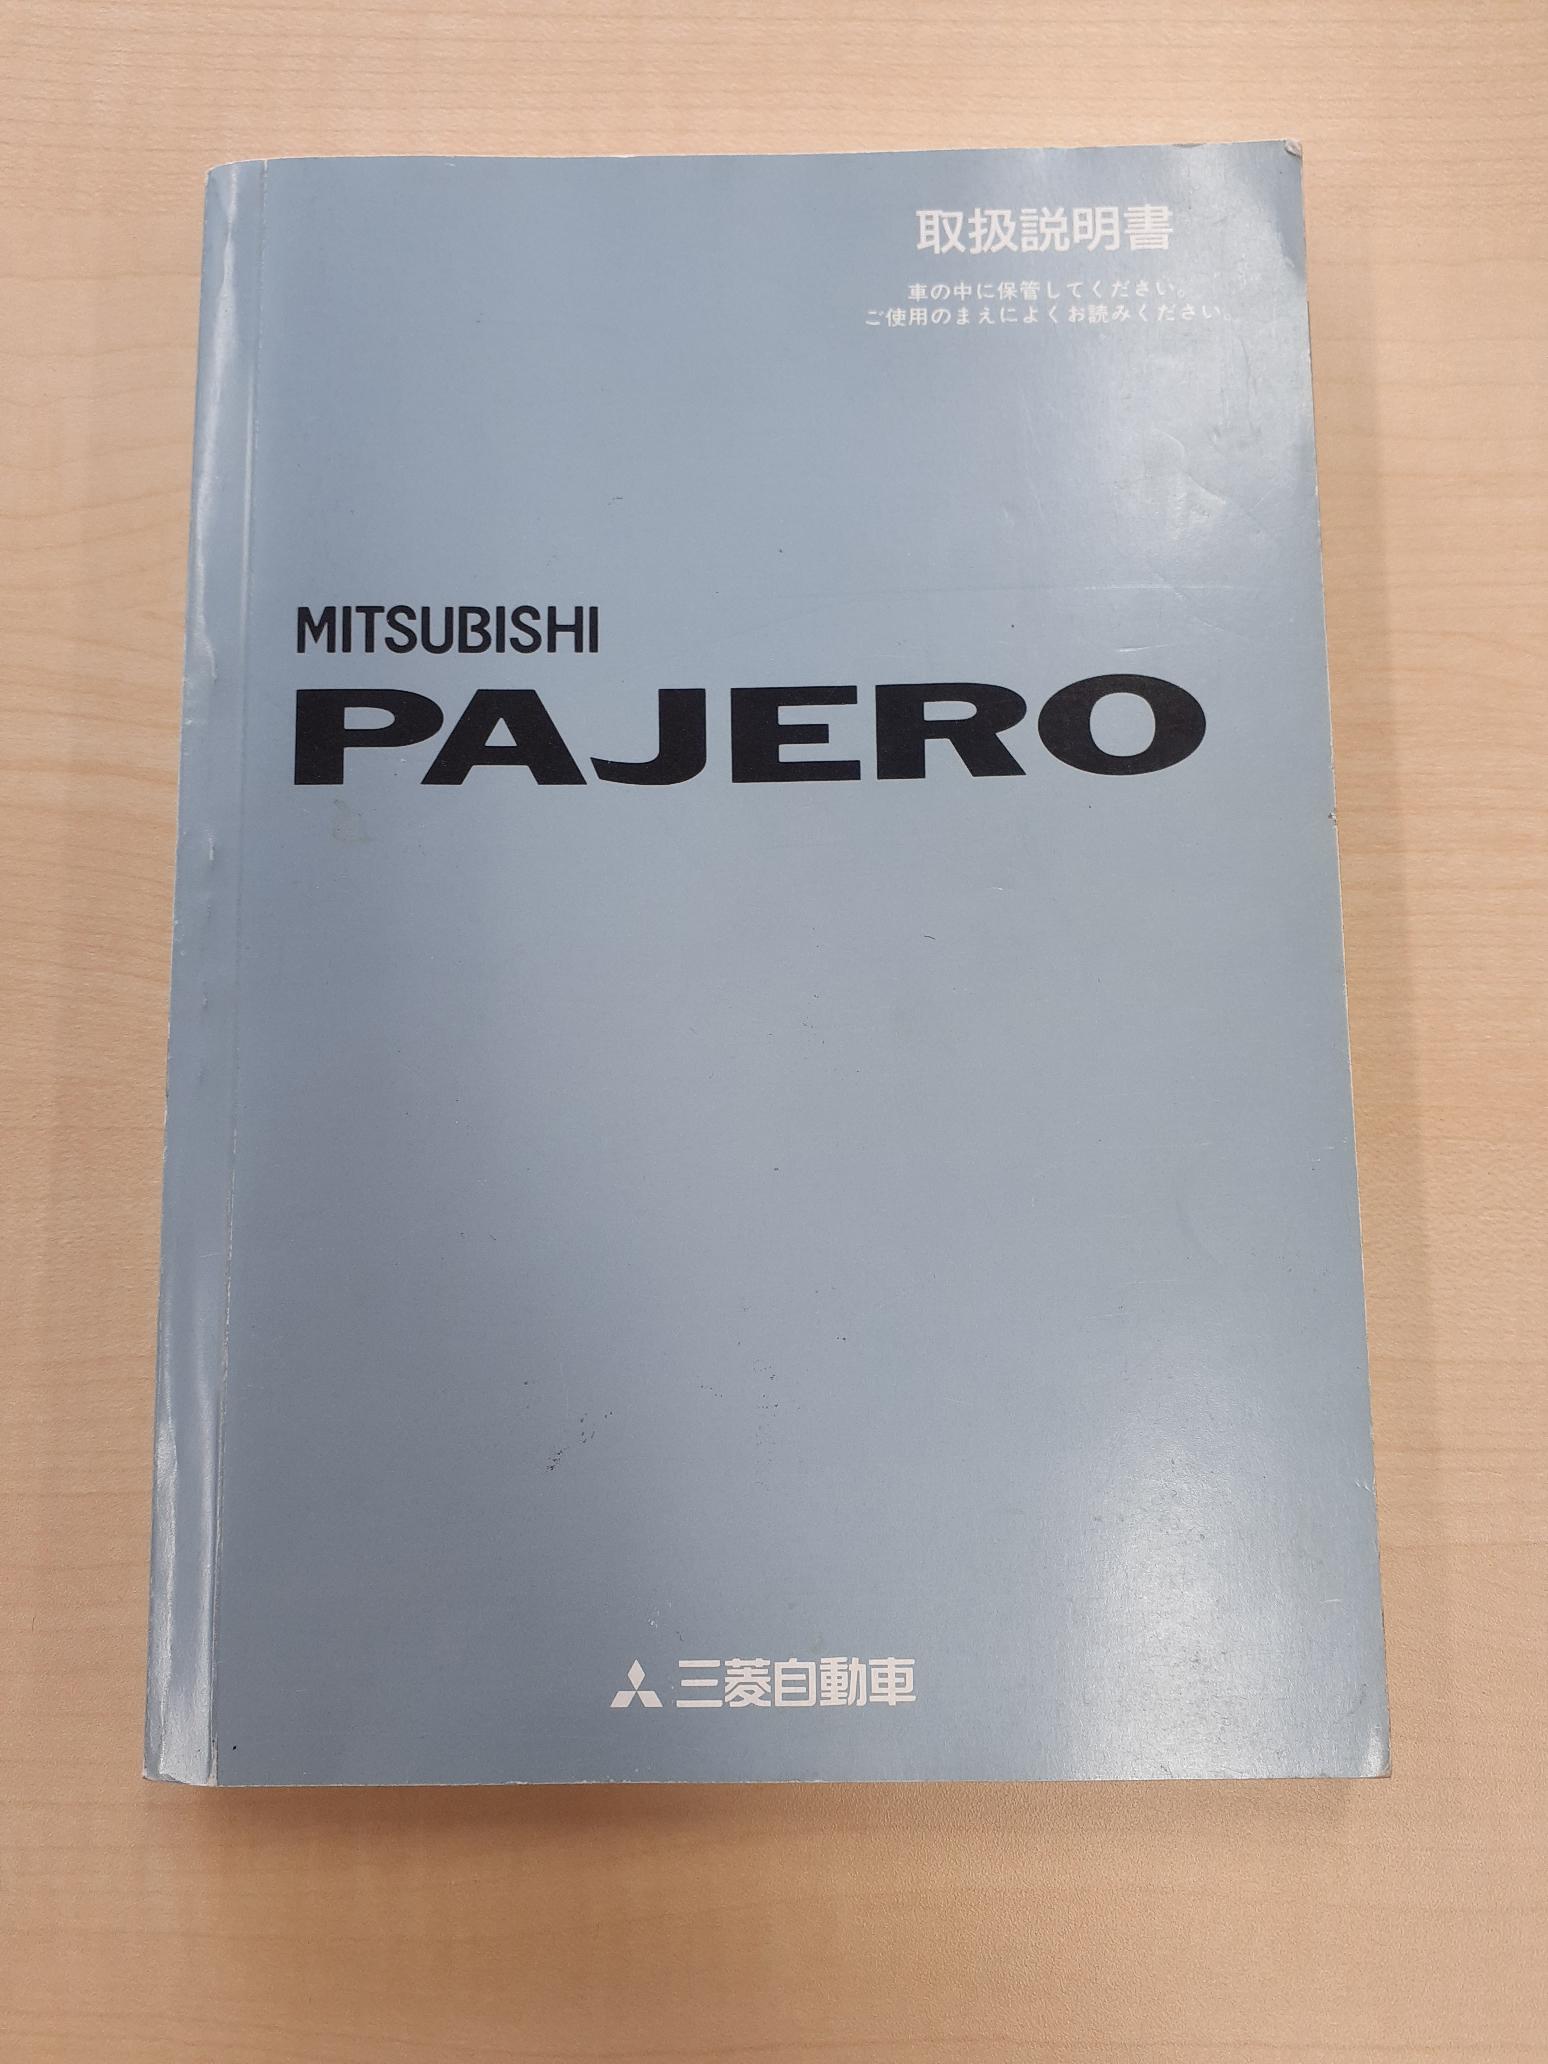 取扱説明書
車の中に保管してください。
ご使用のまえによくお読みください。
MITSUBISHI
PAJERO
三菱自動車